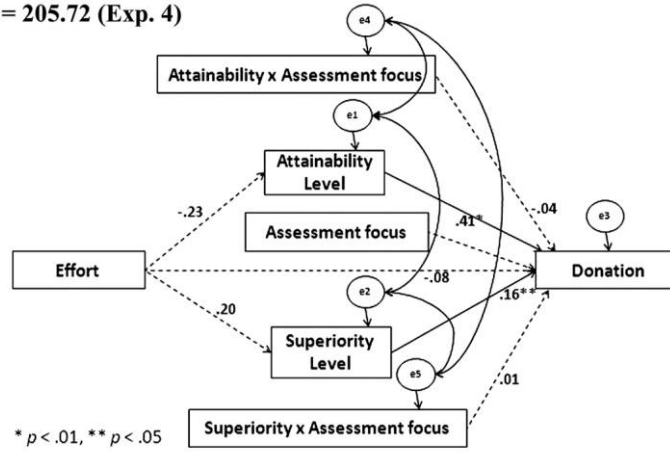 = 205.72 (Exp. 4)
e4
Attainability x Assessment focus
e1
Attainability
Level
-.23
.41*
-.04
e3
Assessment focus
Effort
-.08
Donation
e2
.16**
.20
Superiority
Level
e5
.01
Superiority x Assessment focus
* p < .01, ** p < .05